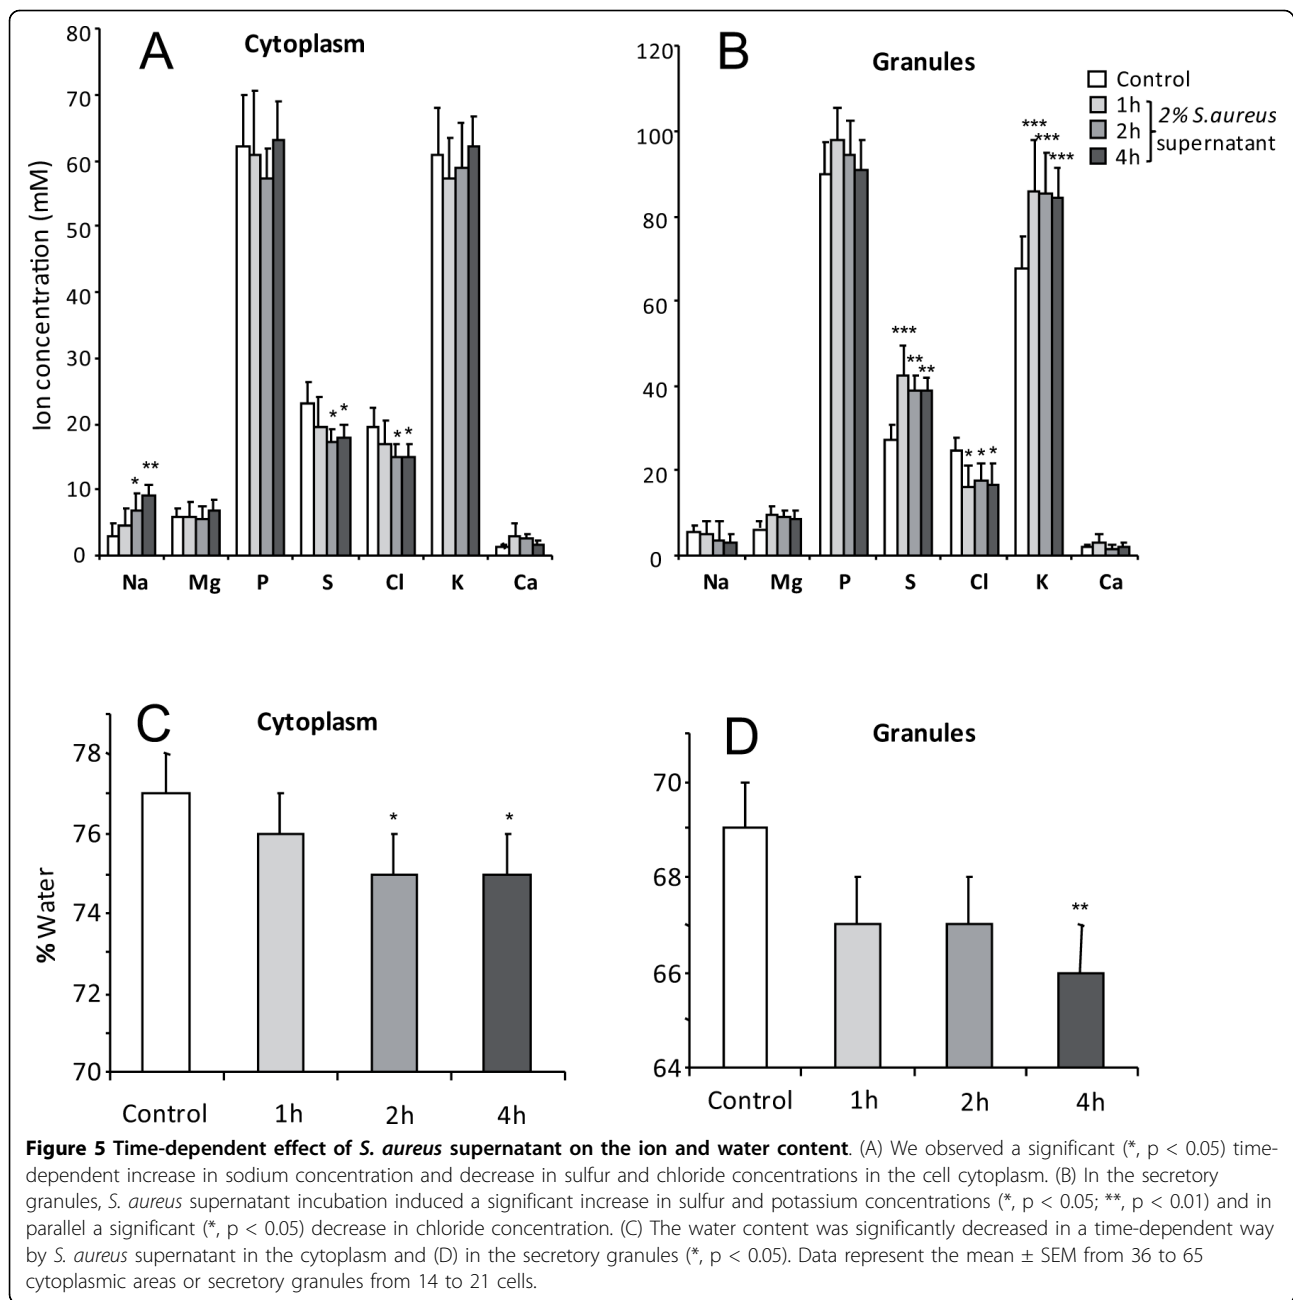 A
Cytoplasm
Ion concentration (mM)
80
70
60
50
40
30
20
10
0
* ** * * * *
Na Mg P S Cl K Ca
B
Granules
120
100
80
60
40
20
0
*** ** ** * * * *** *** ***
Na Mg P S Cl K Ca
Control
1h
2h
4h
2% S.aureus
supernatant
C
Cytoplasm
% Water
78
76
74
72
70
* *
Control 1h 2h 4h
D
Granules
70
68
66
64
**
Control 1h 2h 4h
Figure 5 Time-dependent effect of S. aureus supernatant on the ion and water content. (A) We observed a significant (*, p < 0.05) time-
dependent increase in sodium concentration and decrease in sulfur and chloride concentrations in the cell cytoplasm. (B) In the secretory
granules, S. aureus supernatant incubation induced a significant increase in sulfur and potassium concentrations (*, p < 0.05; **, p < 0.01) and in
parallel a significant (*, p < 0.05) decrease in chloride concentration. (C) The water content was significantly decreased in a time-dependent way
by S. aureus supernatant in the cytoplasm and (D) in the secretory granules (*, p < 0.05). Data represent the mean ± SEM from 36 to 65
cytoplasmic areas or secretory granules from 14 to 21 cells.